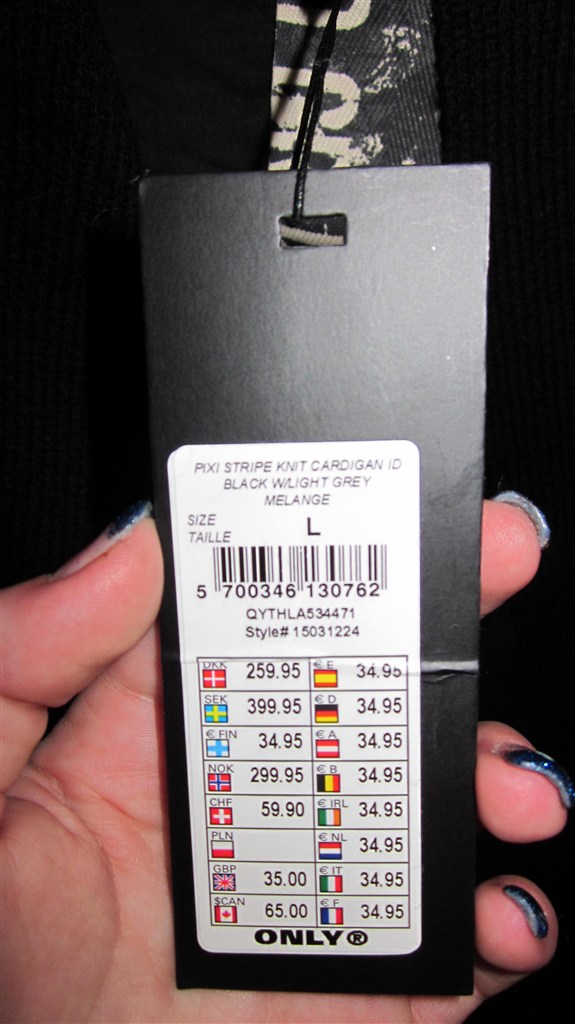 PIXI STRIPE KNIT CARDIGAN ID
BLACK W/LIGHT GREY
MELANGE
SIZE
TAILLE
L
5 700346 130762
QYTHLA534471
Style# 15031224
DKK 259.95 € E 34.95
SEK 399.95 € D 34.95
€ FIN 34.95 € A 34.95
NOK 299.95 € B 34.95
CHF 59.90 € IRL 34.95
PLN € NL 34.95
GBP 35.00 € IT 34.95
$CAN 65.00 € F 34.95
ONLY®